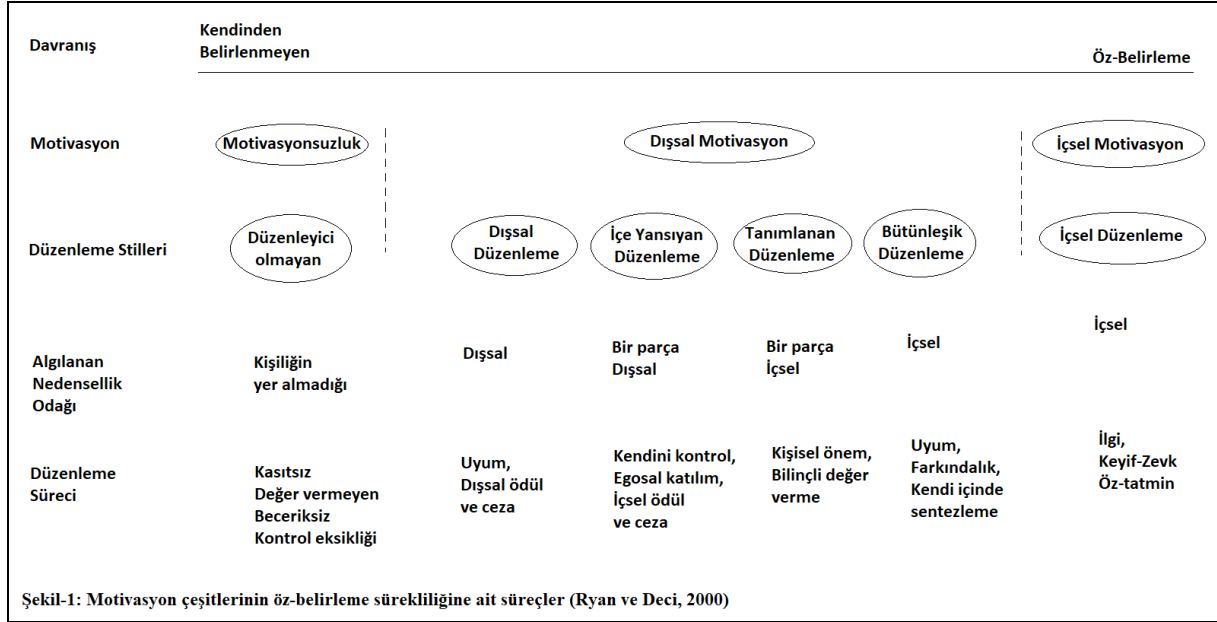 Davranış
Kendinden
Belirlenmeyen
Öz-Belirleme
Motivasyon
Motivasyonsuzluk
Dışsal Motivasyon
İçsel Motivasyon
Düzenleme Stilleri
Düzenleyici
olmayan
Dışsal
Düzenleme
İçe Yansıyan
Düzenleme
Tanımlanan
Düzenleme
Bütünleşik
Düzenleme
İçsel Düzenleme
Algılanan
Nedensellik
Odağı
Kişiliğin
yer almadığı
Dışsal
Bir parça
Dışsal
Bir parça
İçsel
İçsel
İçsel
Düzenleme
Süreci
Kasıtsız
Değer vermeyen
Beceriksiz
Kontrol eksikliği
Uyum,
Dışsal ödül
ve ceza
Kendini kontrol,
Egosal katılım,
İçsel ödül
ve ceza
Kişisel önem,
Bilinçli değer
verme
Uyum,
Farkındalık,
Kendi içinde
sentezleme
İlgi,
Keyif-Zevk
Öz-tatmin
Şekil-1: Motivasyon çeşitlerinin öz-belirleme sürekliliğine ait süreçler (Ryan ve Deci, 2000)